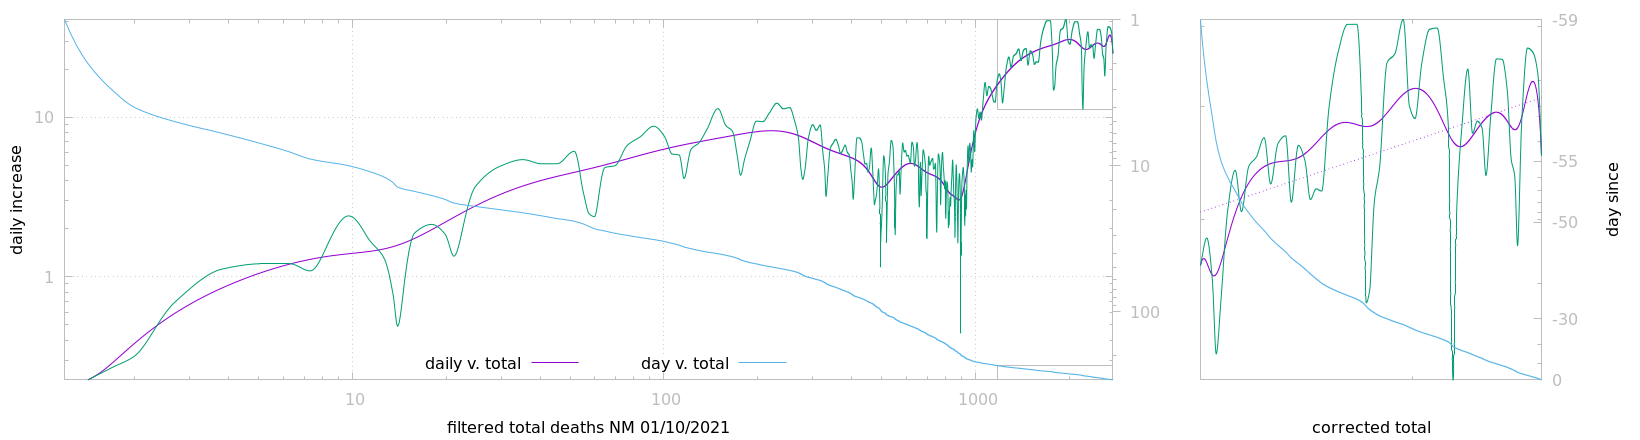 daily increase
10
1
daily v. total
day v. total
10
100
1000
filtered total deaths NM 01/10/2021
1
10
100
-59
-55
-50
-30
0
day since
corrected total